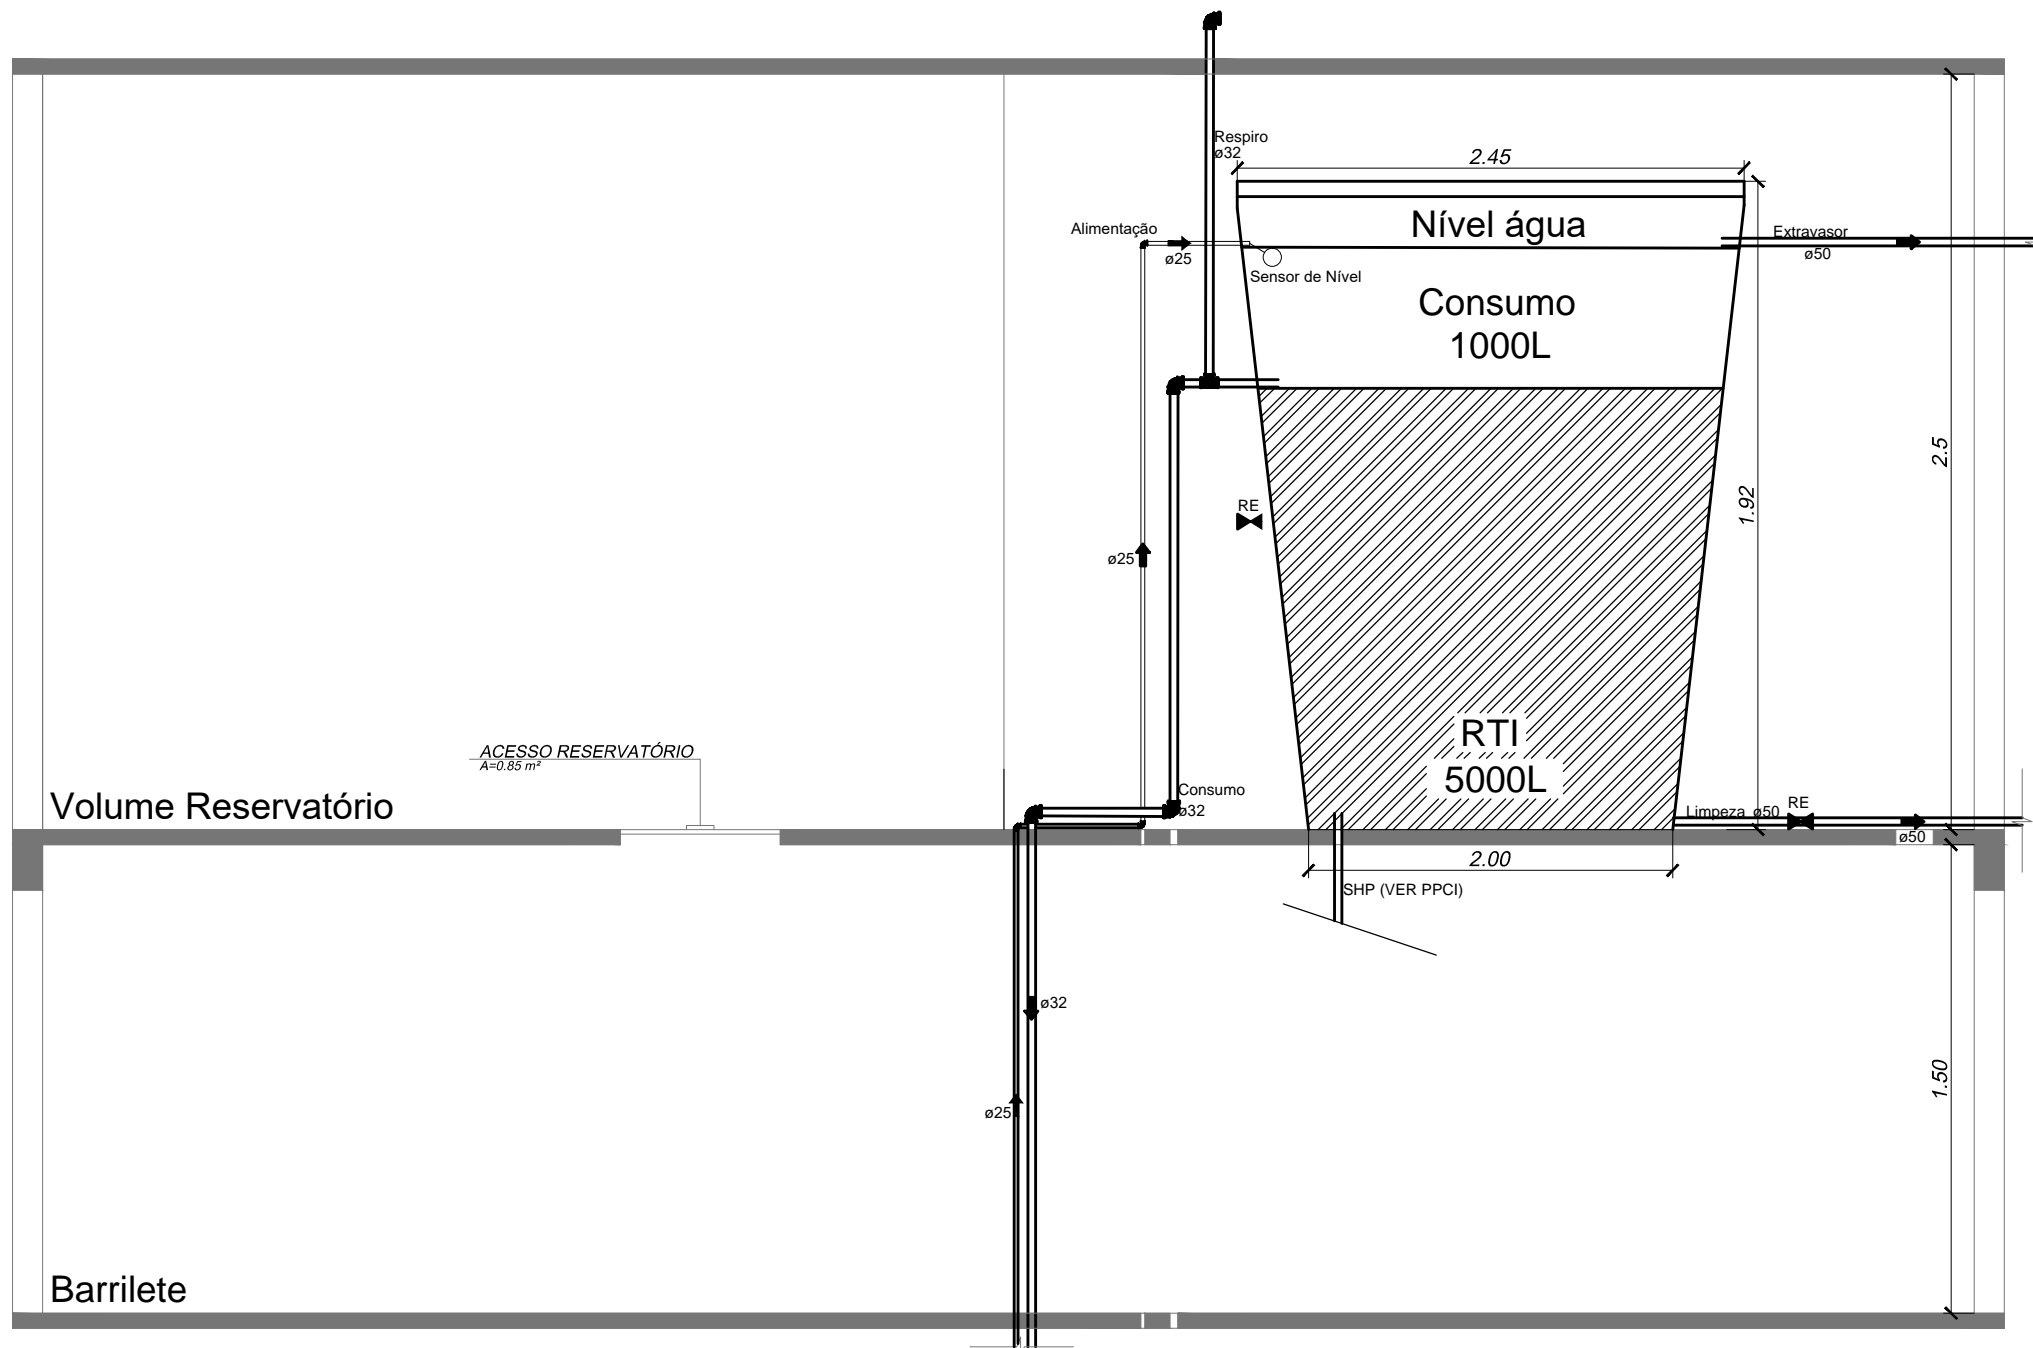 Respiro
ø32
2.45
Alimentação
ø25
Sensor de Nível
Nível água
Extravasor
ø50
Consumo
1000L
2.5
1.92
RE
ø25
RTI
5000L
ACESSO RESERVATÓRIO
A=0.85 m²
Volume Reservatório
Consumo
ø32
Limpeza ø50
RE
ø50
2.00
SHP (VER PPCI)
ø32
ø25
1.50
Barrilete